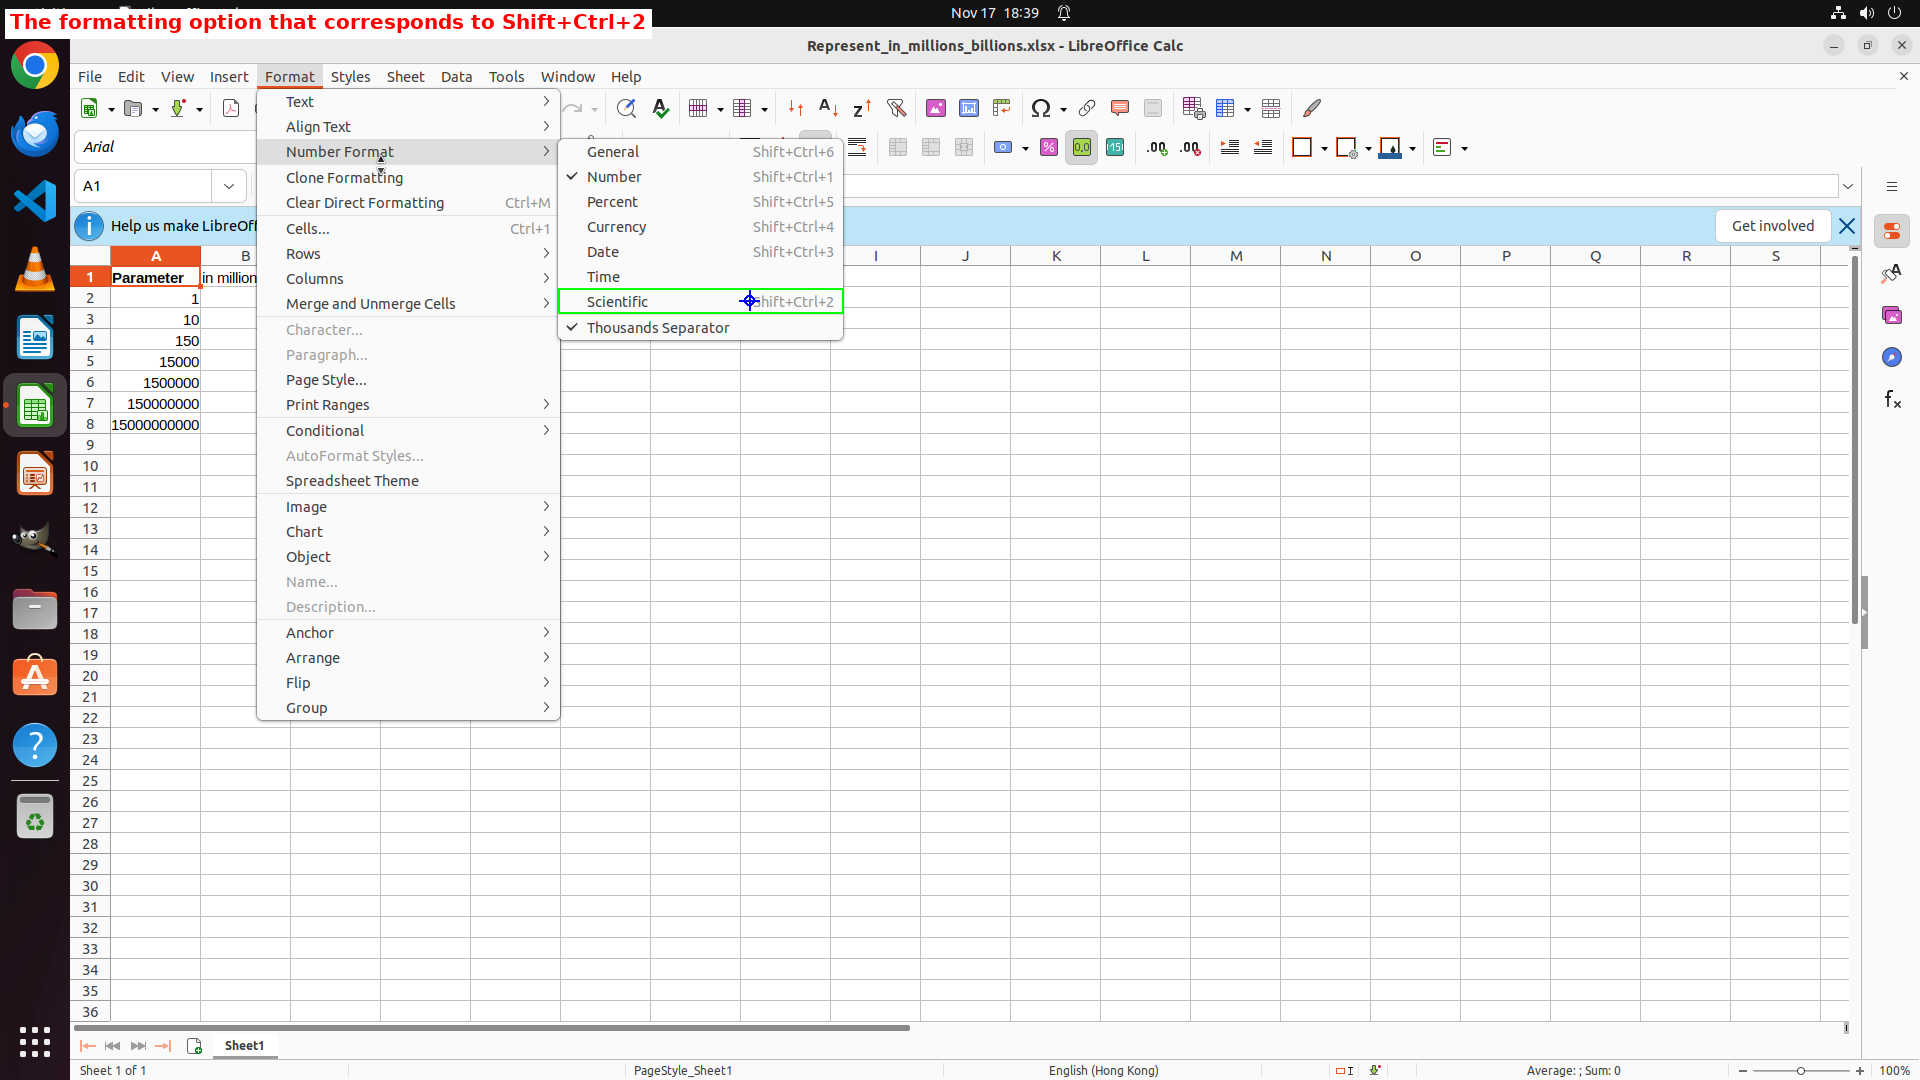 The formatting option that corresponds to Shift+Ctrl+2
Nov 17  18:39
Represent_in_millions_billions.xlsx - LibreOffice Calc
File Edit View Insert Format Styles Sheet Data Tools Window Help
Arial
A1
Help us make LibreOff
Get involved
Text
Align Text
Number Format
Clone Formatting
Clear Direct Formatting Ctrl+M
Cells... Ctrl+1
Rows
Columns
Merge and Unmerge Cells
Character...
Paragraph...
Page Style...
Print Ranges
Conditional
AutoFormat Styles...
Spreadsheet Theme
Image
Chart
Object
Name...
Description...
Anchor
Arrange
Flip
Group
General Shift+Ctrl+6
Number Shift+Ctrl+1
Percent Shift+Ctrl+5
Currency Shift+Ctrl+4
Date Shift+Ctrl+3
Time
Scientific Shift+Ctrl+2
Thousands Separator
A B I J K L M N O P Q R S
1 Parameter in million
2 1
3 10
4 150
5 15000
6 1500000
7 150000000
8 15000000000
9
10
11
12
13
14
15
16
17
18
19
20
21
22
23
24
25
26
27
28
29
30
31
32
33
34
35
36
Sheet1
Sheet 1 of 1 PageStyle_Sheet1 English (Hong Kong) Average: ; Sum: 0 100%